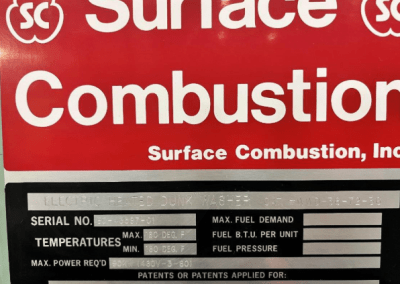 SC Surface SC
Combustion
Surface Combustion, Inc
SERIAL NO. MAX. FUEL DEMAND
TEMPERATURES MAX. FUEL B.T.U. PER UNIT
MIN. FUEL PRESSURE
MAX. POWER REQ'D
PATENTS OR PATENTS APPLIED FOR: